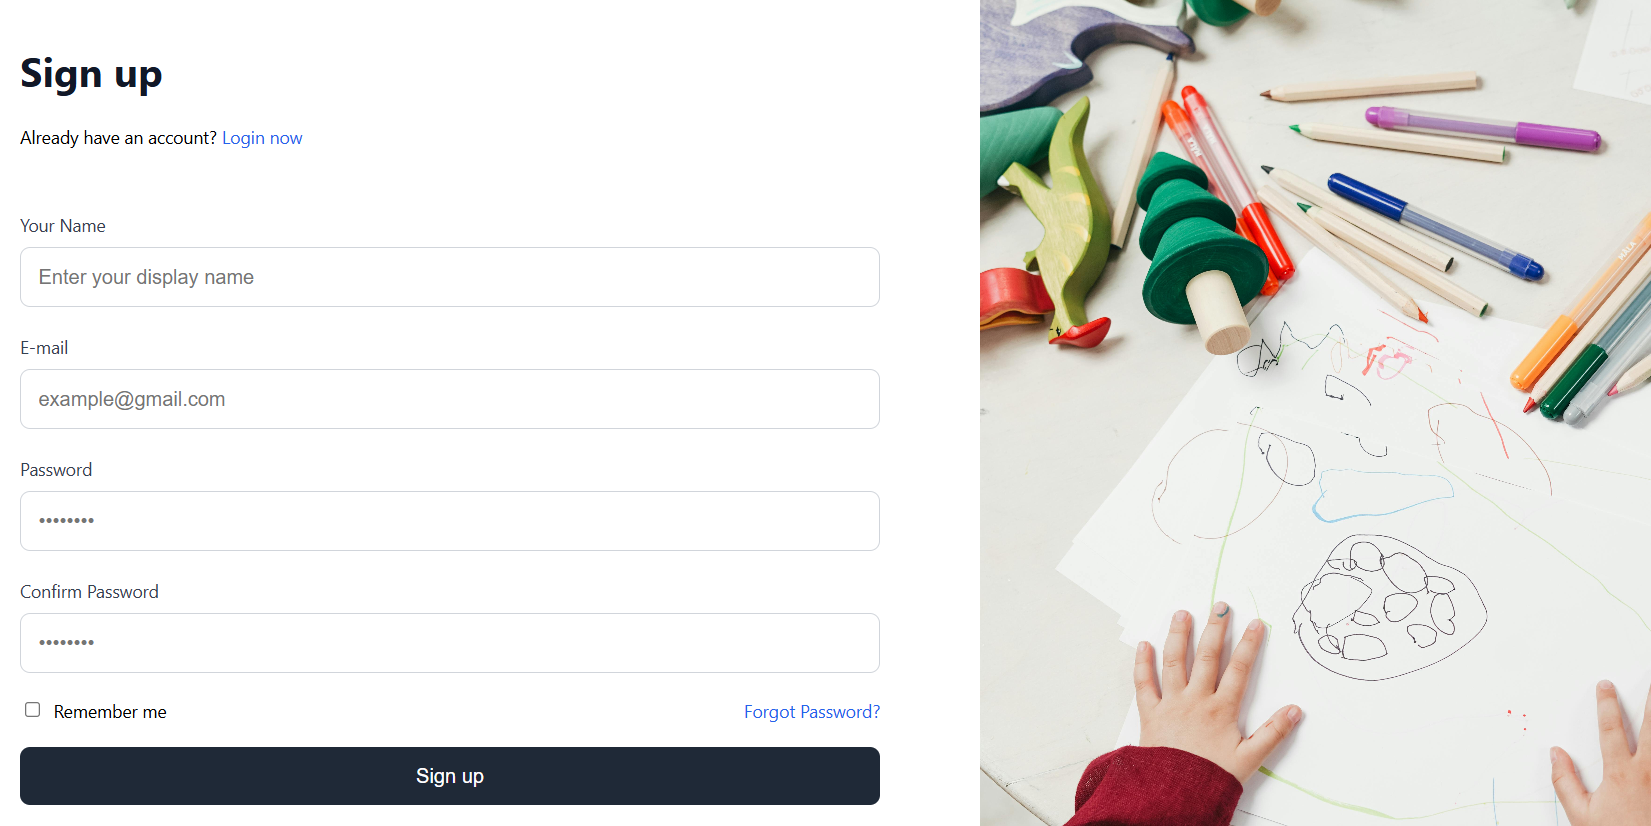 Sign up
Already have an account? Login now
Your Name
Enter your display name
E-mail
example@gmail.com
Password
••••••••
Confirm Password
••••••••
Remember me
Forgot Password?
Sign up
MÅLA